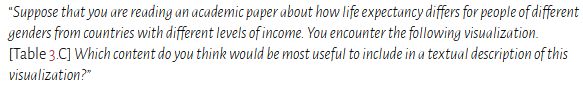 “Suppose that you are reading an academic paper about how life expectancy differs for people of different
genders from countries with different levels of income. You encounter the following visualization.
[Table 3.C] Which content do you think would be most useful to include in a textual description of this
visualization?”